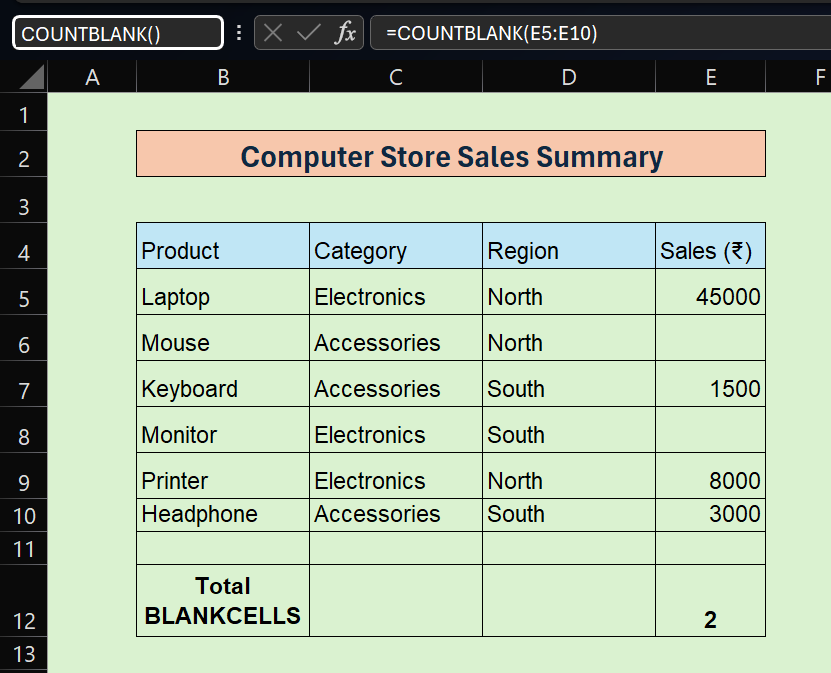 COUNTBLANK() fx =COUNTBLANK(E5:E10)
A B C D E F
1
2 Computer Store Sales Summary
3
4 Product Category Region Sales (₹)
5 Laptop Electronics North 45000
6 Mouse Accessories North
7 Keyboard Accessories South 1500
8 Monitor Electronics South
9 Printer Electronics North 8000
10 Headphone Accessories South 3000
11
Total
12 BLANKCELLS 2
13